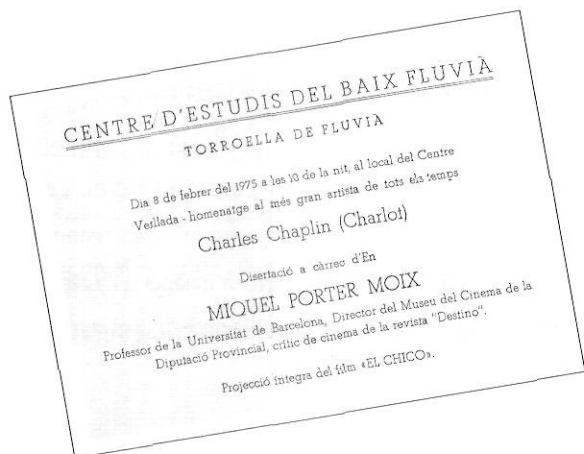 CENTRE D'ESTUDIS DEL BAIX FLUVIÀ
TORROELLA DE FLUVIÀ
Dia 8 de febrer del 1975 a les 10 de la nit, al local del Centre
Vetllada - homenatge al més gran artista de tots els temps
Charles Chaplin (Charlot)
Disertació a càrrec d'En
MIQUEL PORTER MOIX
Professor de la Universitat de Barcelona, Director del Museu del Cinema de la
Diputació Provincial, crític de cinema de la revista "Destino".
Projecció íntegra del film «EL CHICO».